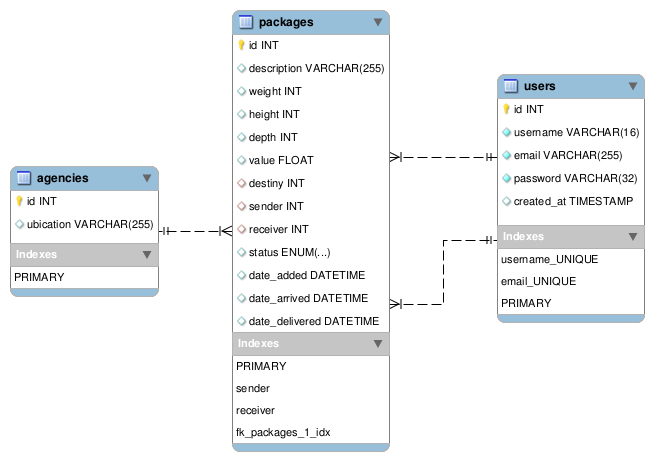 agencies
id INT
ubication VARCHAR(255)
Indexes
PRIMARY
packages
id INT
description VARCHAR(255)
weight INT
height INT
depth INT
value FLOAT
destiny INT
sender INT
receiver INT
status ENUM(...)
date_added DATETIME
date_arrived DATETIME
date_delivered DATETIME
Indexes
PRIMARY
sender
receiver
fk_packages_1_idx
users
id INT
username VARCHAR(16)
email VARCHAR(255)
password VARCHAR(32)
created_at TIMESTAMP
Indexes
username_UNIQUE
email_UNIQUE
PRIMARY